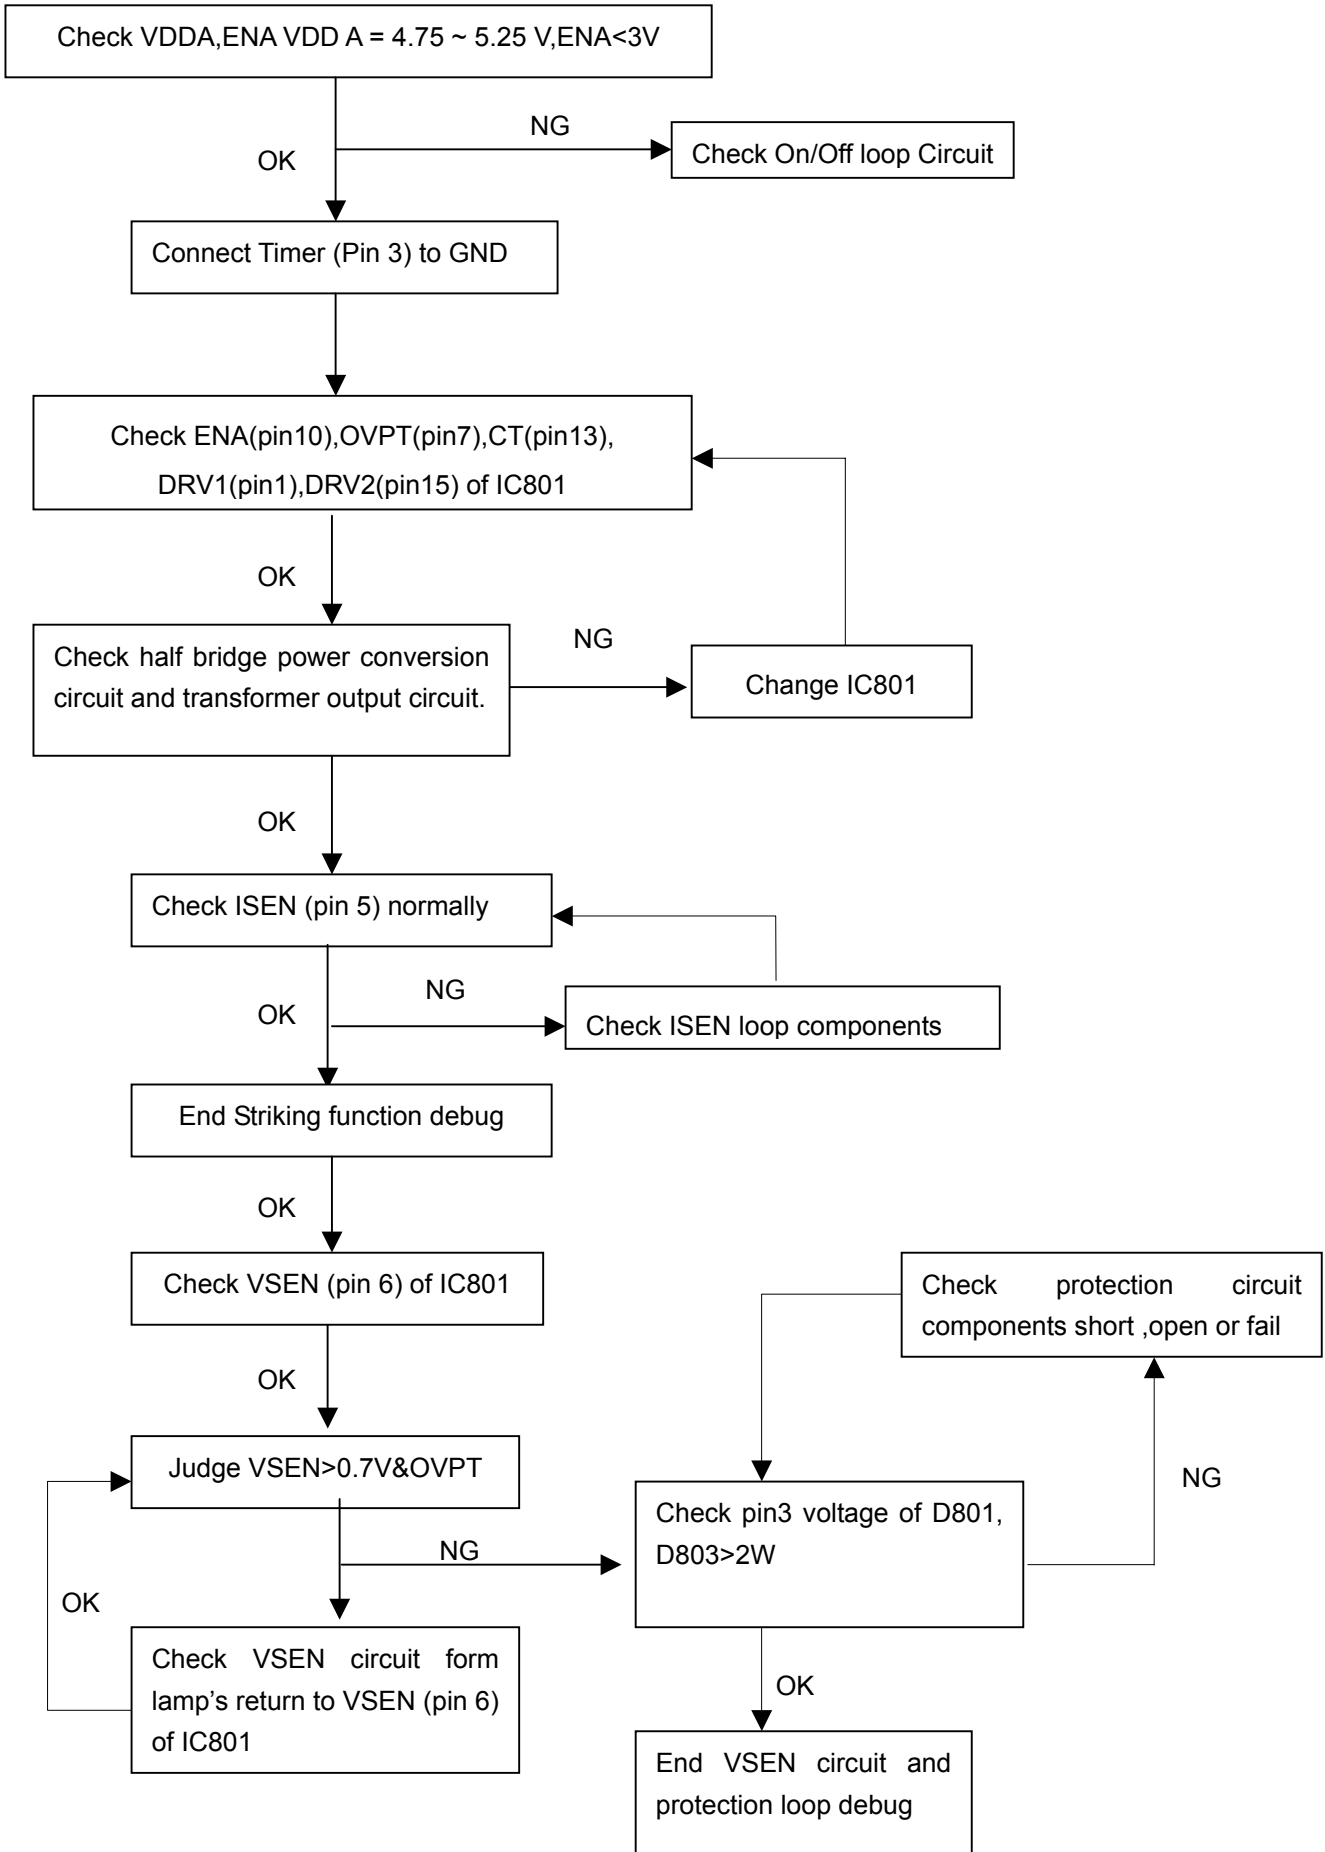 Check VDDA,ENA VDD A = 4.75 ~ 5.25 V,ENA<3V
NG
OK
Check On/Off loop Circuit
Connect Timer (Pin 3) to GND
Check ENA(pin10),OVPT(pin7),CT(pin13),
DRV1(pin1),DRV2(pin15) of IC801
OK
NG
Check half bridge power conversion
circuit and transformer output circuit.
Change IC801
OK
Check ISEN (pin 5) normally
NG
OK
Check ISEN loop components
End Striking function debug
OK
Check VSEN (pin 6) of IC801
Check protection circuit
components short ,open or fail
OK
Judge VSEN>0.7V&OVPT
NG
Check pin3 voltage of D801,
D803>2W
NG
OK
Check VSEN circuit form
lamp's return to VSEN (pin 6)
of IC801
OK
End VSEN circuit and
protection loop debug